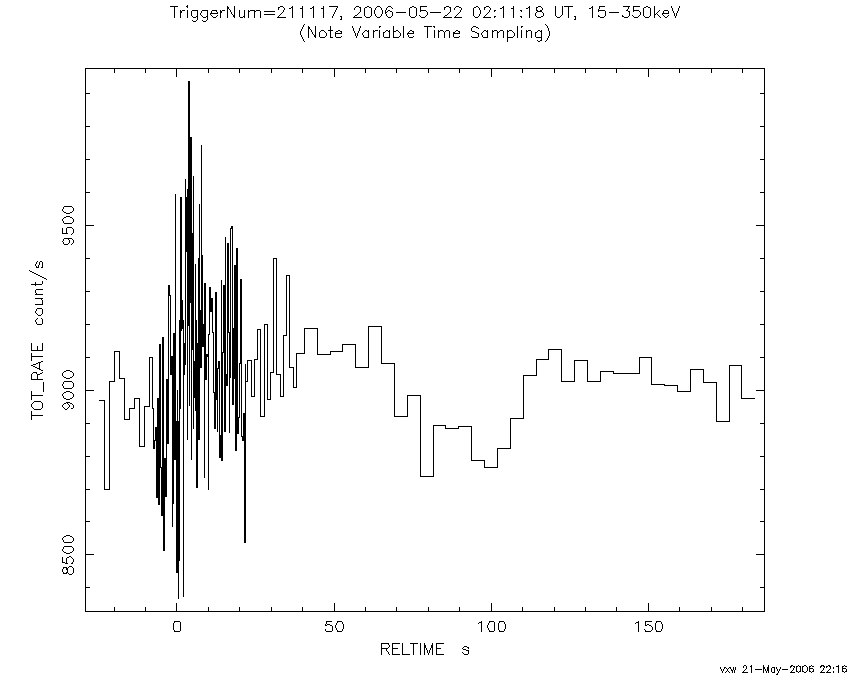 TriggerNum=211117, 2006-05-22 02:11:18 UT, 15-350keV
(Note Variable Time Sampling)
TOT_RATE count/s
9500
9000
8500
0 50 100 150
RELTIME s
vxw 21-May-2006 22:16